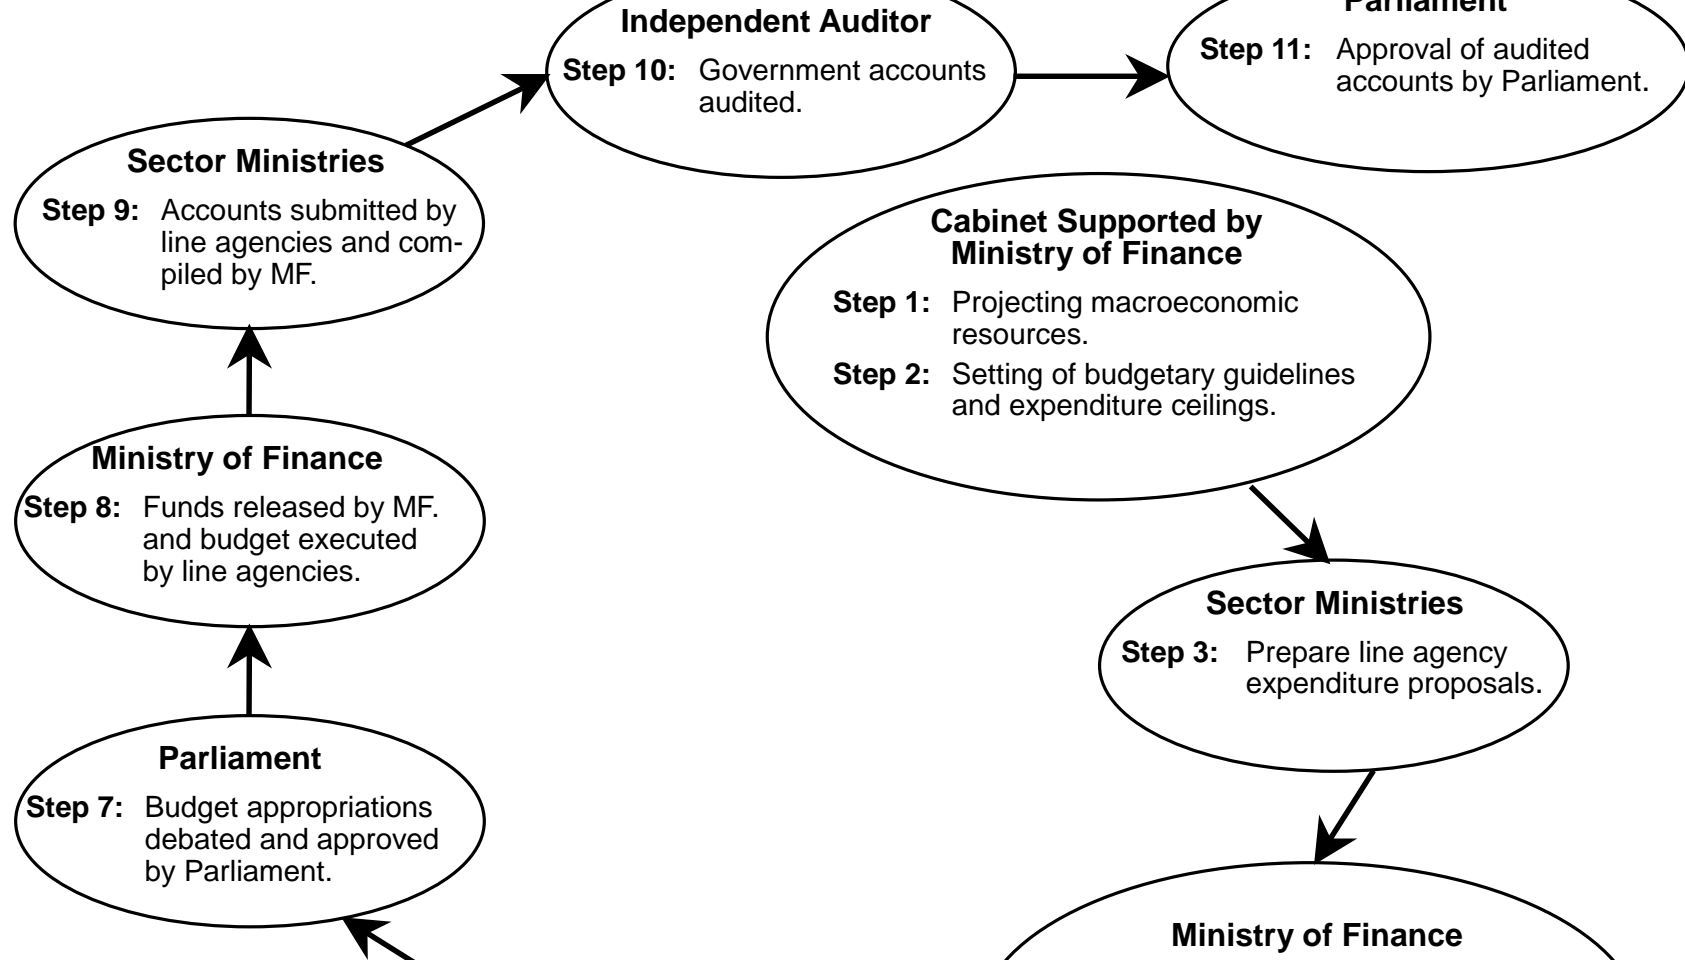 Independent Auditor
Step 10: Government accounts
audited.
Parliament
Step 11: Approval of audited
accounts by Parliament.
Sector Ministries
Step 9: Accounts submitted by
line agencies and com-
piled by MF.
Cabinet Supported by
Ministry of Finance
Step 1: Projecting macroeconomic
resources.
Step 2: Setting of budgetary guidelines
and expenditure ceilings.
Ministry of Finance
Step 8: Funds released by MF.
and budget executed
by line agencies.
Sector Ministries
Step 3: Prepare line agency
expenditure proposals.
Parliament
Step 7: Budget appropriations
debated and approved
by Parliament.
Ministry of Finance